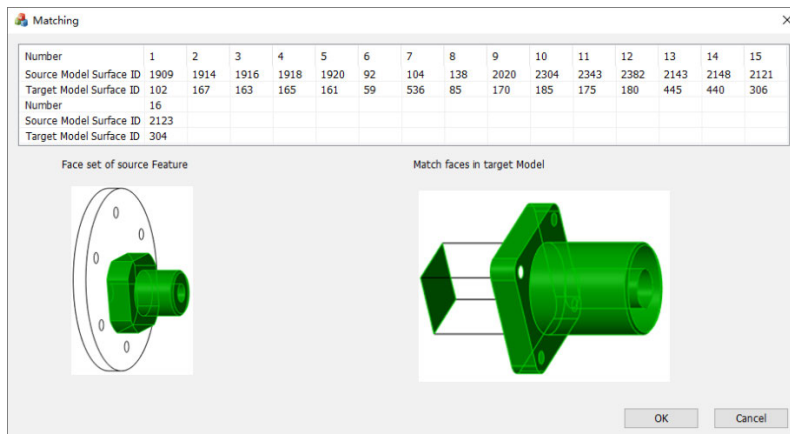 Matching
Number 1 2 3 4 5 6 7 8 9 10 11 12 13 14 15
Source Model Surface ID 1909 1914 1916 1918 1920 92 104 138 2020 2304 2343 2382 2143 2148 2121
Target Model Surface ID 102 167 163 165 161 59 536 85 170 185 175 180 445 440 306
Number 16
Source Model Surface ID 2123
Target Model Surface ID 304
Face set of source Feature Match faces in target Model
OK Cancel